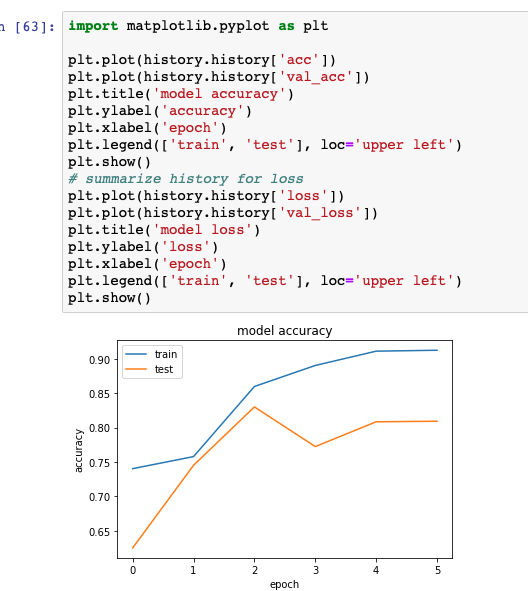 n [63]:
import matplotlib.pyplot as plt
plt.plot(history.history['acc'])
plt.plot(history.history['val_acc'])
plt.title('model accuracy')
plt.ylabel('accuracy')
plt.xlabel('epoch')
plt.legend(['train', 'test'], loc='upper left')
plt.show()
# summarize history for loss
plt.plot(history.history['loss'])
plt.plot(history.history['val_loss'])
plt.title('model loss')
plt.ylabel('loss')
plt.xlabel('epoch')
plt.legend(['train', 'test'], loc='upper left')
plt.show()
model accuracy
train
test
0.90
0.85
0.80
0.75
0.70
0.65
accuracy
0 1 2 3 4 5
epoch